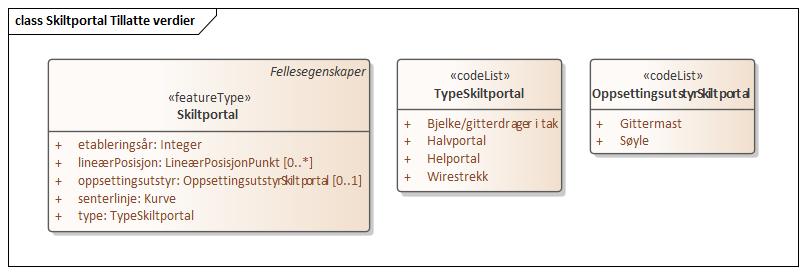 class Skiltportal Tillatte verdier
Fellesegenskaper
«featureType»
Skiltportal
+ etableringsår: Integer
+ lineærPosisjon: LineærPosisjonPunkt [0..*]
+ oppsettingsutstyr: OppsettingsutstyrSkiltportal [0..1]
+ senterlinje: Kurve
+ type: TypeSkiltportal
«codeList»
TypeSkiltportal
+ Bjelke/gitterdrager i tak
+ Halvportal
+ Helportal
+ Wirestrekk
«codeList»
OppsettingsutstyrSkiltportal
+ Gittermast
+ Søyle